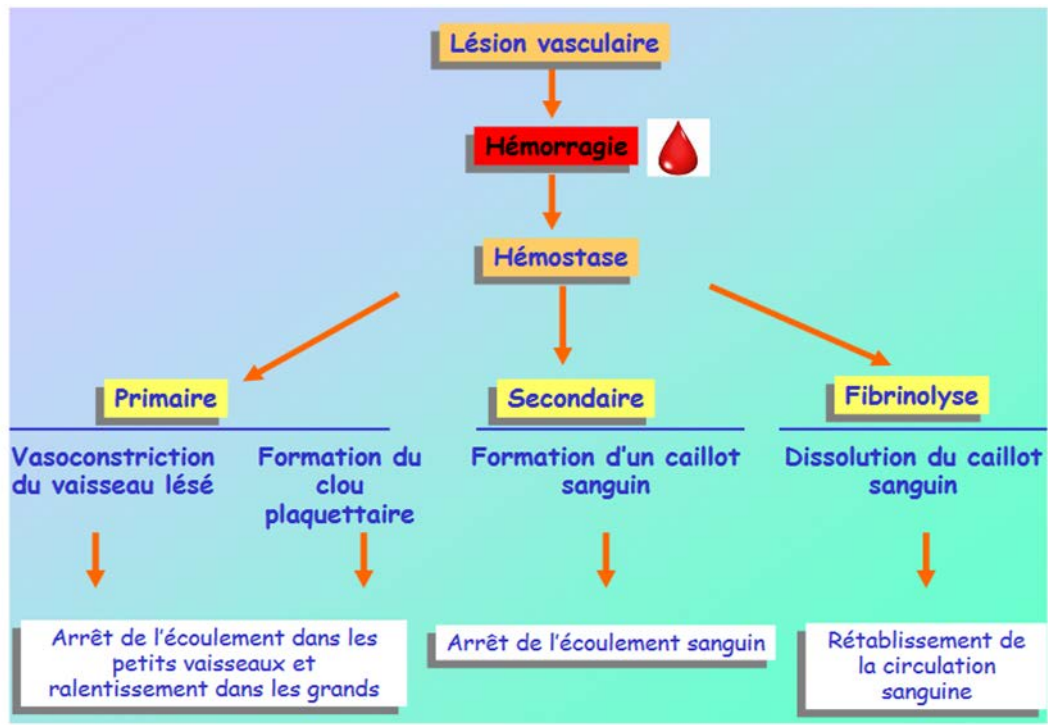 Lésion vasculaire
Hémorragie
Hémostase
Primaire
Secondaire
Fibrinolyse
Vasoconstriction
du vaisseau lésé
Formation du
clou
plaquettaire
Formation d'un caillot
sanguin
Dissolution du caillot
sanguin
Arrêt de l'écoulement dans les
petits vaisseaux et
ralentissement dans les grands
Arrêt de l'écoulement sanguin
Rétablissement de
la circulation
sanguine